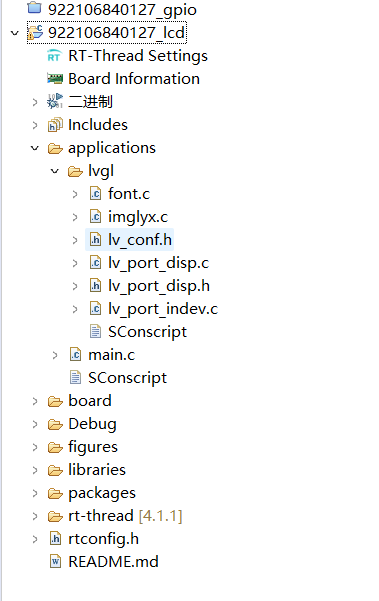 922106840127_gpio
922106840127_lcd
RT-Thread Settings
Board Information
二进制
Includes
applications
lvgl
font.c
imglyx.c
lv_conf.h
lv_port_disp.c
lv_port_disp.h
lv_port_indev.c
SConscript
main.c
SConscript
board
Debug
figures
libraries
packages
rt-thread [4.1.1]
rtconfig.h
README.md